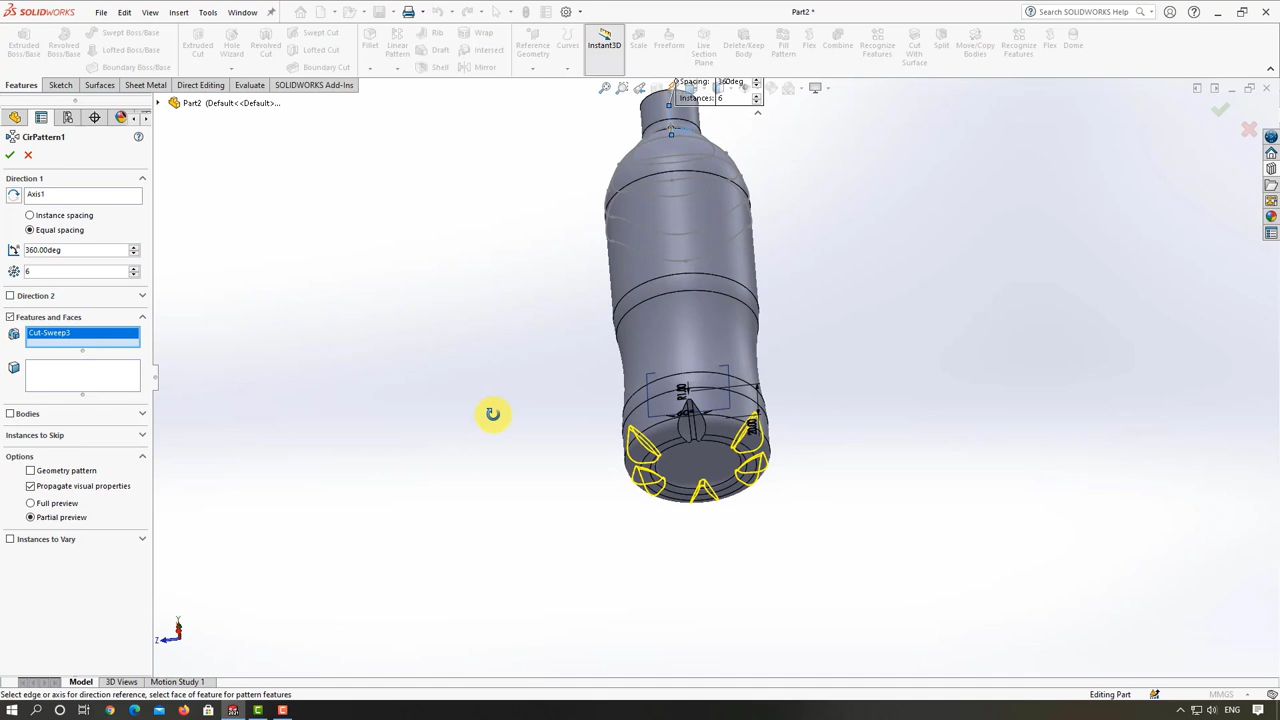 SOLIDWORKS
File
Edit
View
Insert
Tools
Window
Part2 *
Search SOLIDWORKS Help
Extruded Boss/Base
Revolved Boss/Base
Swept Boss/Base
Lofted Boss/Base
Boundary Boss/Base
Extruded Cut
Hole Wizard
Revolved Cut
Swept Cut
Lofted Cut
Boundary Cut
Fillet
Linear Pattern
Rib
Draft
Shell
Wrap
Intersect
Mirror
Reference Geometry
Curves
Instant3D
Scale
Freeform
Live Section Plane
Delete/Keep Body
Fill Pattern
Flex
Combine
Recognize Features
Cut With Surface
Split
Move/Copy Bodies
Recognize Features
Flex
Dome
Features
Sketch
Surfaces
Sheet Metal
Direct Editing
Evaluate
SOLIDWORKS Add-Ins
Part2 (Default<<Default>...
Spacing: 360deg
Instances: 6
CirPattern1
Direction 1
Axis1
Instance spacing
Equal spacing
360.00deg
6
Direction 2
Features and Faces
Cut-Sweep3
Bodies
Instances to Skip
Options
Geometry pattern
Propagate visual properties
Full preview
Partial preview
Instances to Vary
Y
Z
Model
3D Views
Motion Study 1
Select edge or axis for direction reference, select face of feature for pattern features
Editing Part
MMGS
ENG